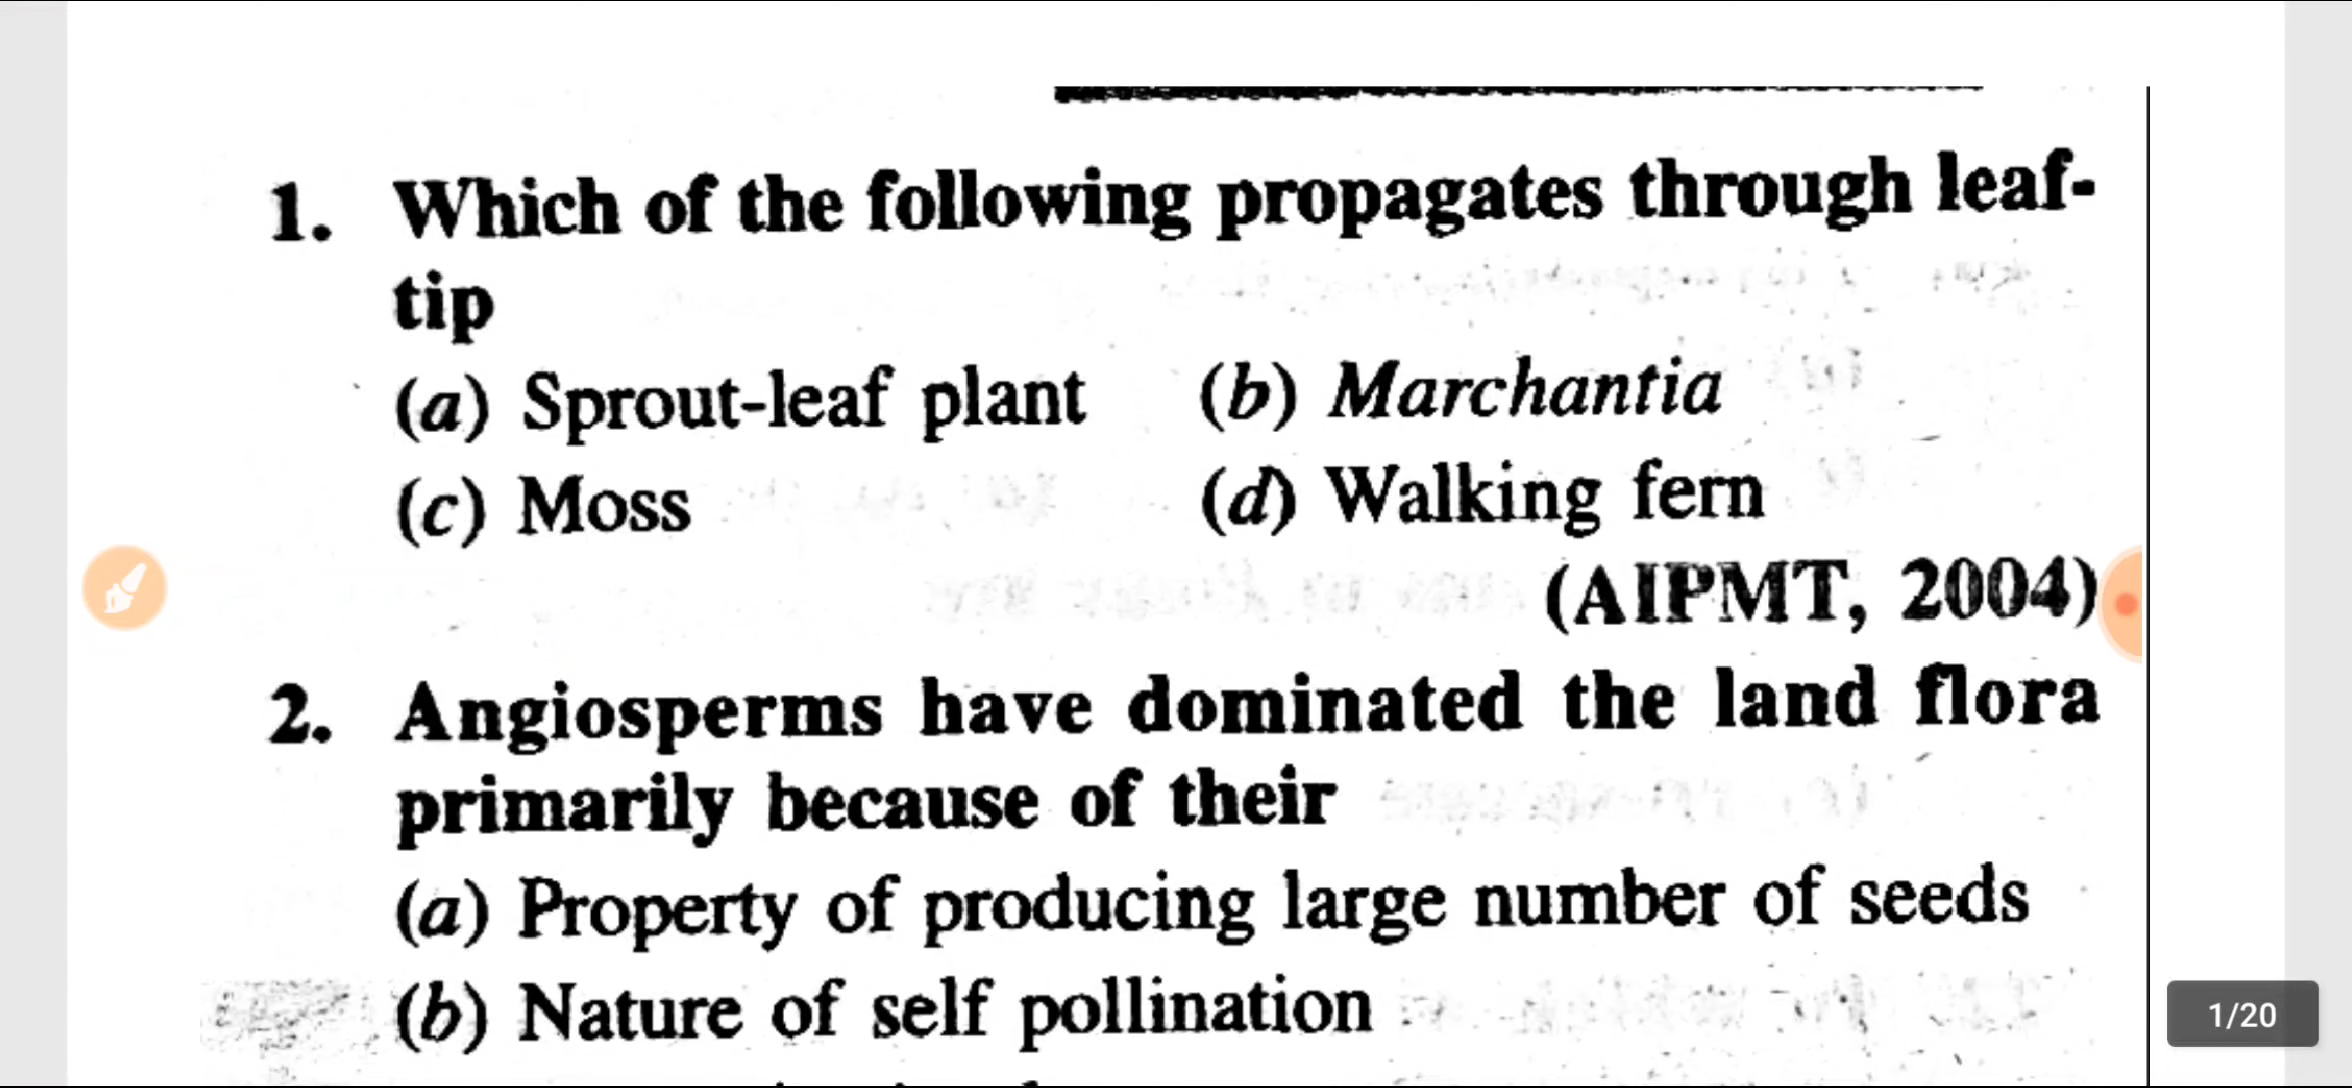 1. Which of the following propagates through leaf-
tip
(a) Sprout-leaf plant (b) Marchantia
(c) Moss (d) Walking fern
(AIPMT, 2004)
2. Angiosperms have dominated the land flora
primarily because of their
(a) Property of producing large number of seeds
(b) Nature of self pollination
1/20